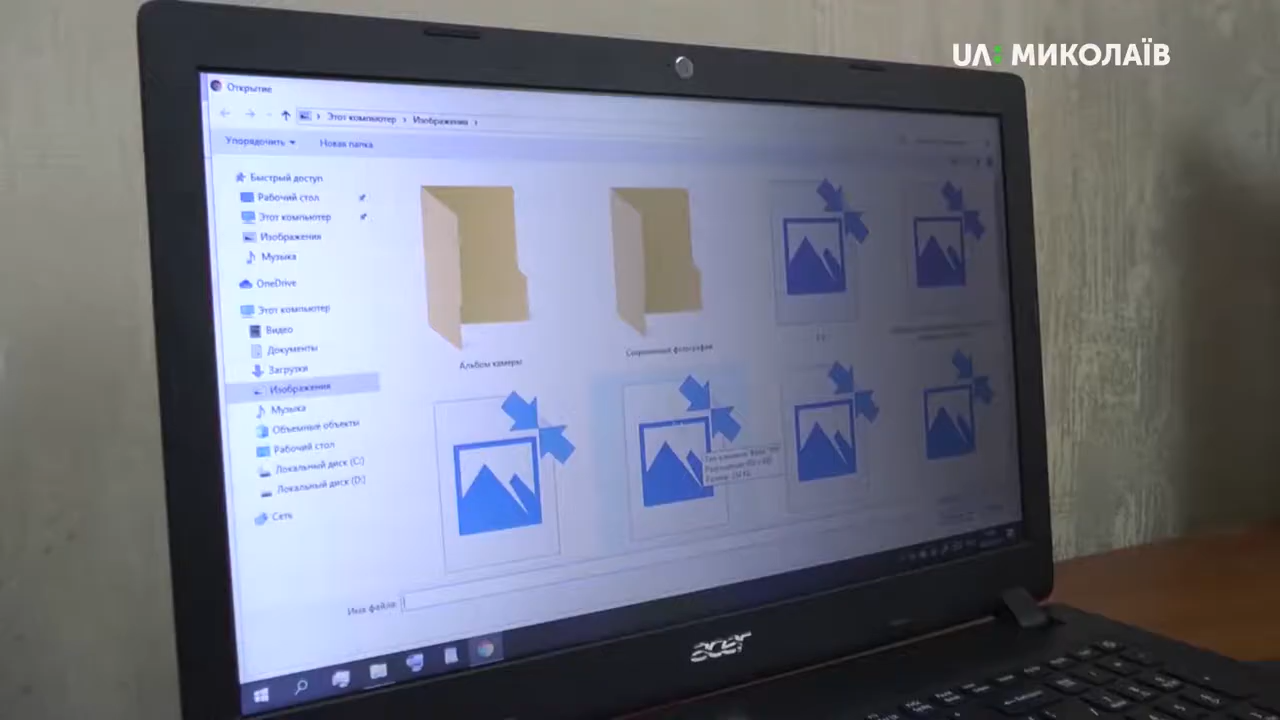 UA: МИКОЛАЇВ
Открытие
Этот компьютер › Изображения ›
Упорядочить Новая папка
Быстрый доступ
Рабочий стол
Этот компьютер
Изображения
Музыка
OneDrive
Этот компьютер
Видео
Документы
Загрузки
Изображения
Музыка
Объемные объекты
Рабочий стол
Локальный диск (C:)
Локальный диск (D:)
Сеть
Альбом камеры
Сохраненные фотографии
Имя файла:
acer